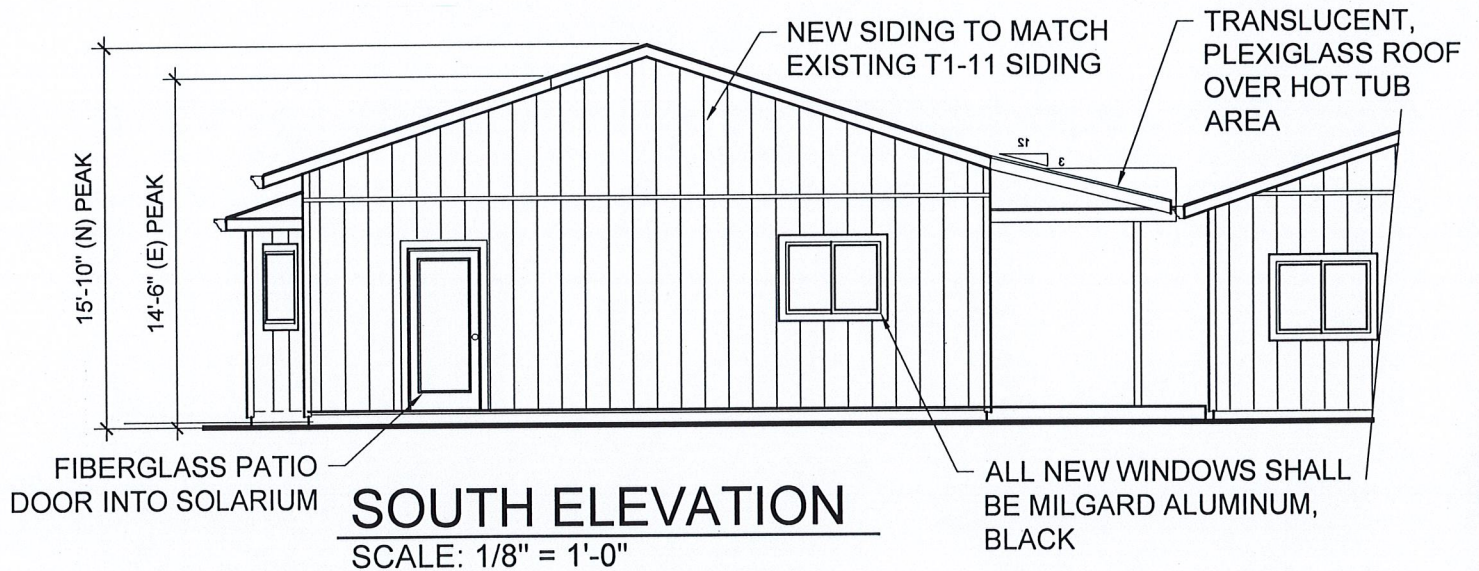 NEW SIDING TO MATCH
EXISTING T1-11 SIDING
TRANSLUCENT,
PLEXIGLASS ROOF
OVER HOT TUB
AREA
12
3
15'-10" (N) PEAK
14'-6" (E) PEAK
FIBERGLASS PATIO
DOOR INTO SOLARIUM
ALL NEW WINDOWS SHALL
BE MILGARD ALUMINUM,
BLACK
SOUTH ELEVATION
SCALE: 1/8" = 1'-0"